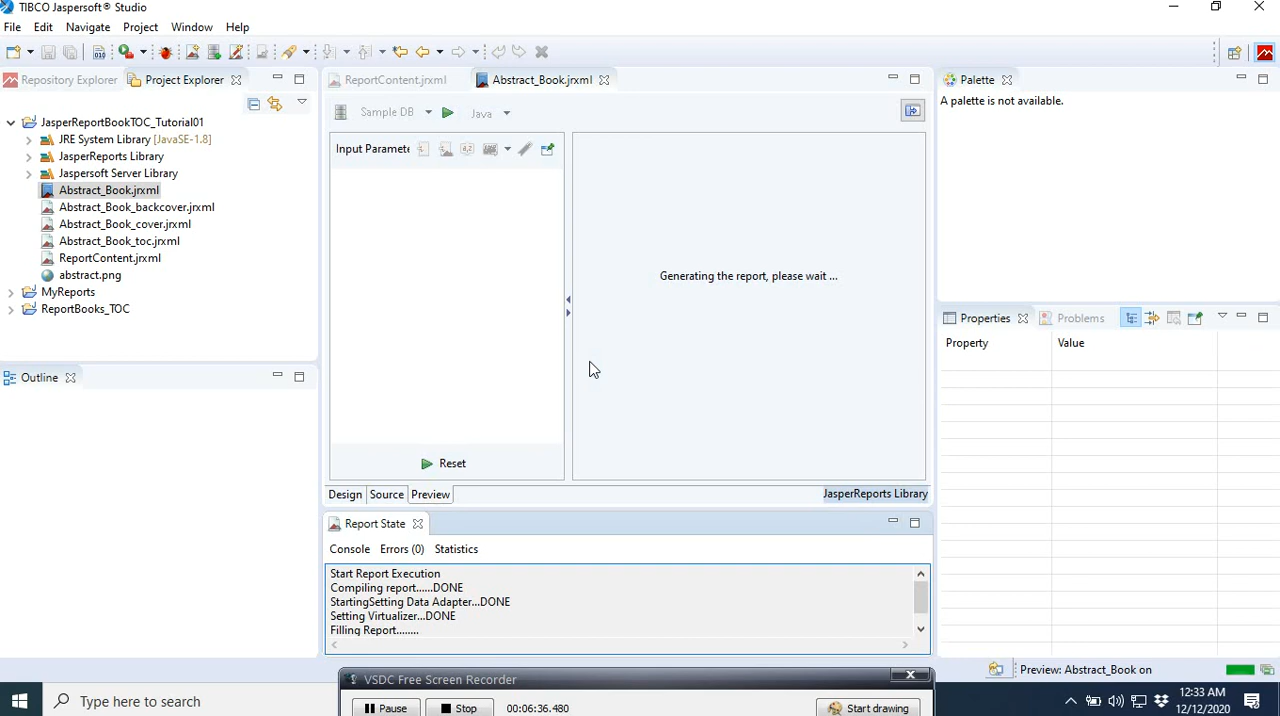 TIBCO Jaspersoft® Studio
File Edit Navigate Project Window Help
Repository Explorer Project Explorer
ReportContent.jrxml Abstract_Book.jrxml
Palette
A palette is not available.
Sample DB Java
JasperReportBookTOC_Tutorial01
JRE System Library [JavaSE-1.8]
JasperReports Library
Jaspersoft Server Library
Abstract_Book.jrxml
Abstract_Book_backcover.jrxml
Abstract_Book_cover.jrxml
Abstract_Book_toc.jrxml
ReportContent.jrxml
abstract.png
MyReports
ReportBooks_TOC
Input Paramete
Generating the report, please wait ...
Reset
Design Source Preview
JasperReports Library
Properties Problems
Property Value
Outline
Report State
Console Errors (0) Statistics
Start Report Execution
Compiling report......DONE
StartingSetting Data Adapter...DONE
Setting Virtualizer...DONE
Filling Report........
Preview: Abstract_Book on
VSDC Free Screen Recorder
Pause Stop 00:06:36.480 Start drawing
Type here to search
12:33 AM
12/12/2020